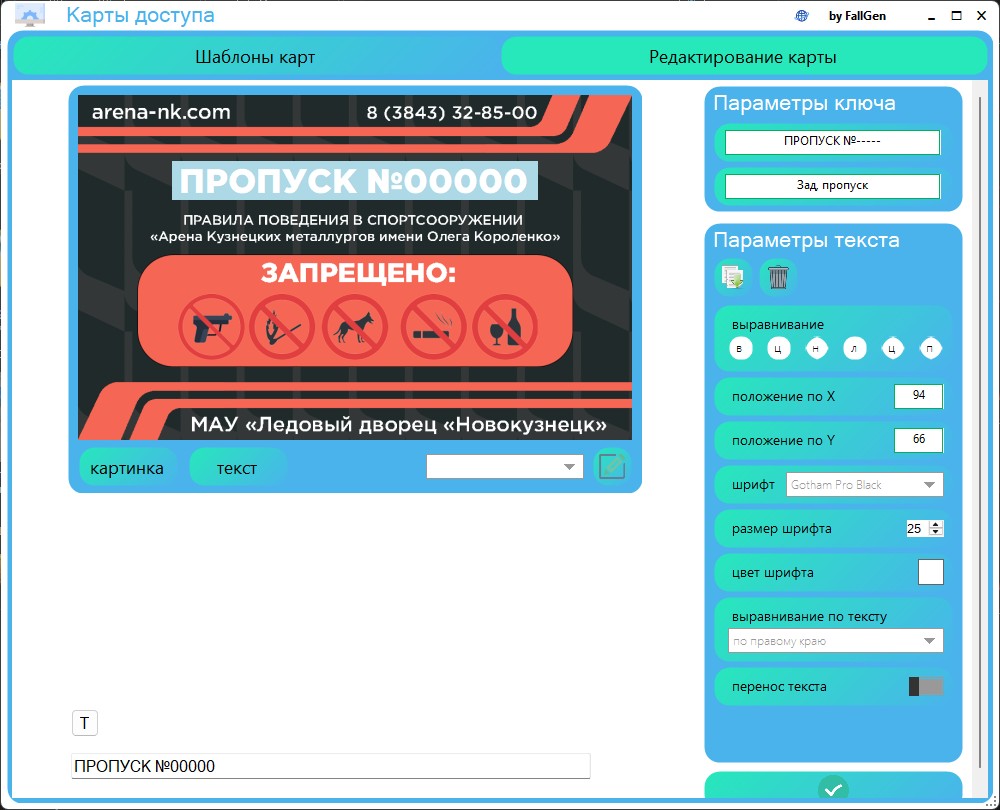 Карты доступа
by FallGen
Шаблоны карт
Редактирование карты
arena-nk.com
8 (3843) 32-85-00
ПРОПУСК №00000
ПРАВИЛА ПОВЕДЕНИЯ В СПОРТСООРУЖЕНИИ
«Арена Кузнецких металлургов имени Олега Короленко»
ЗАПРЕЩЕНО:
МАУ «Ледовый дворец «Новокузнецк»
картинка
текст
T
ПРОПУСК №00000
Параметры ключа
ПРОПУСК №-----
Зад. пропуск
Параметры текста
выравнивание
в ц н л ц п
положение по X
94
положение по Y
66
шрифт
Gotham Pro Black
размер шрифта
25
цвет шрифта
выравнивание по тексту
по правому краю
перенос текста